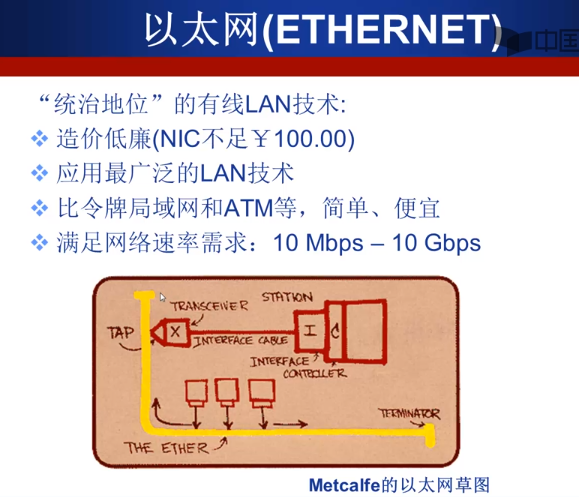 以太网(ETHERNET)
中国
“统治地位”的有线LAN技术:
造价低廉(NIC不足￥100.00)
应用最广泛的LAN技术
比令牌局域网和ATM等，简单、便宜
满足网络速率需求：10 Mbps – 10 Gbps
STATION
TRANSCEIVER
TAP
X
I
C
INTERFACE CABLE
INTERFACE
CONTROLLER
TERMINATOR
THE ETHER
Metcalfe的以太网草图